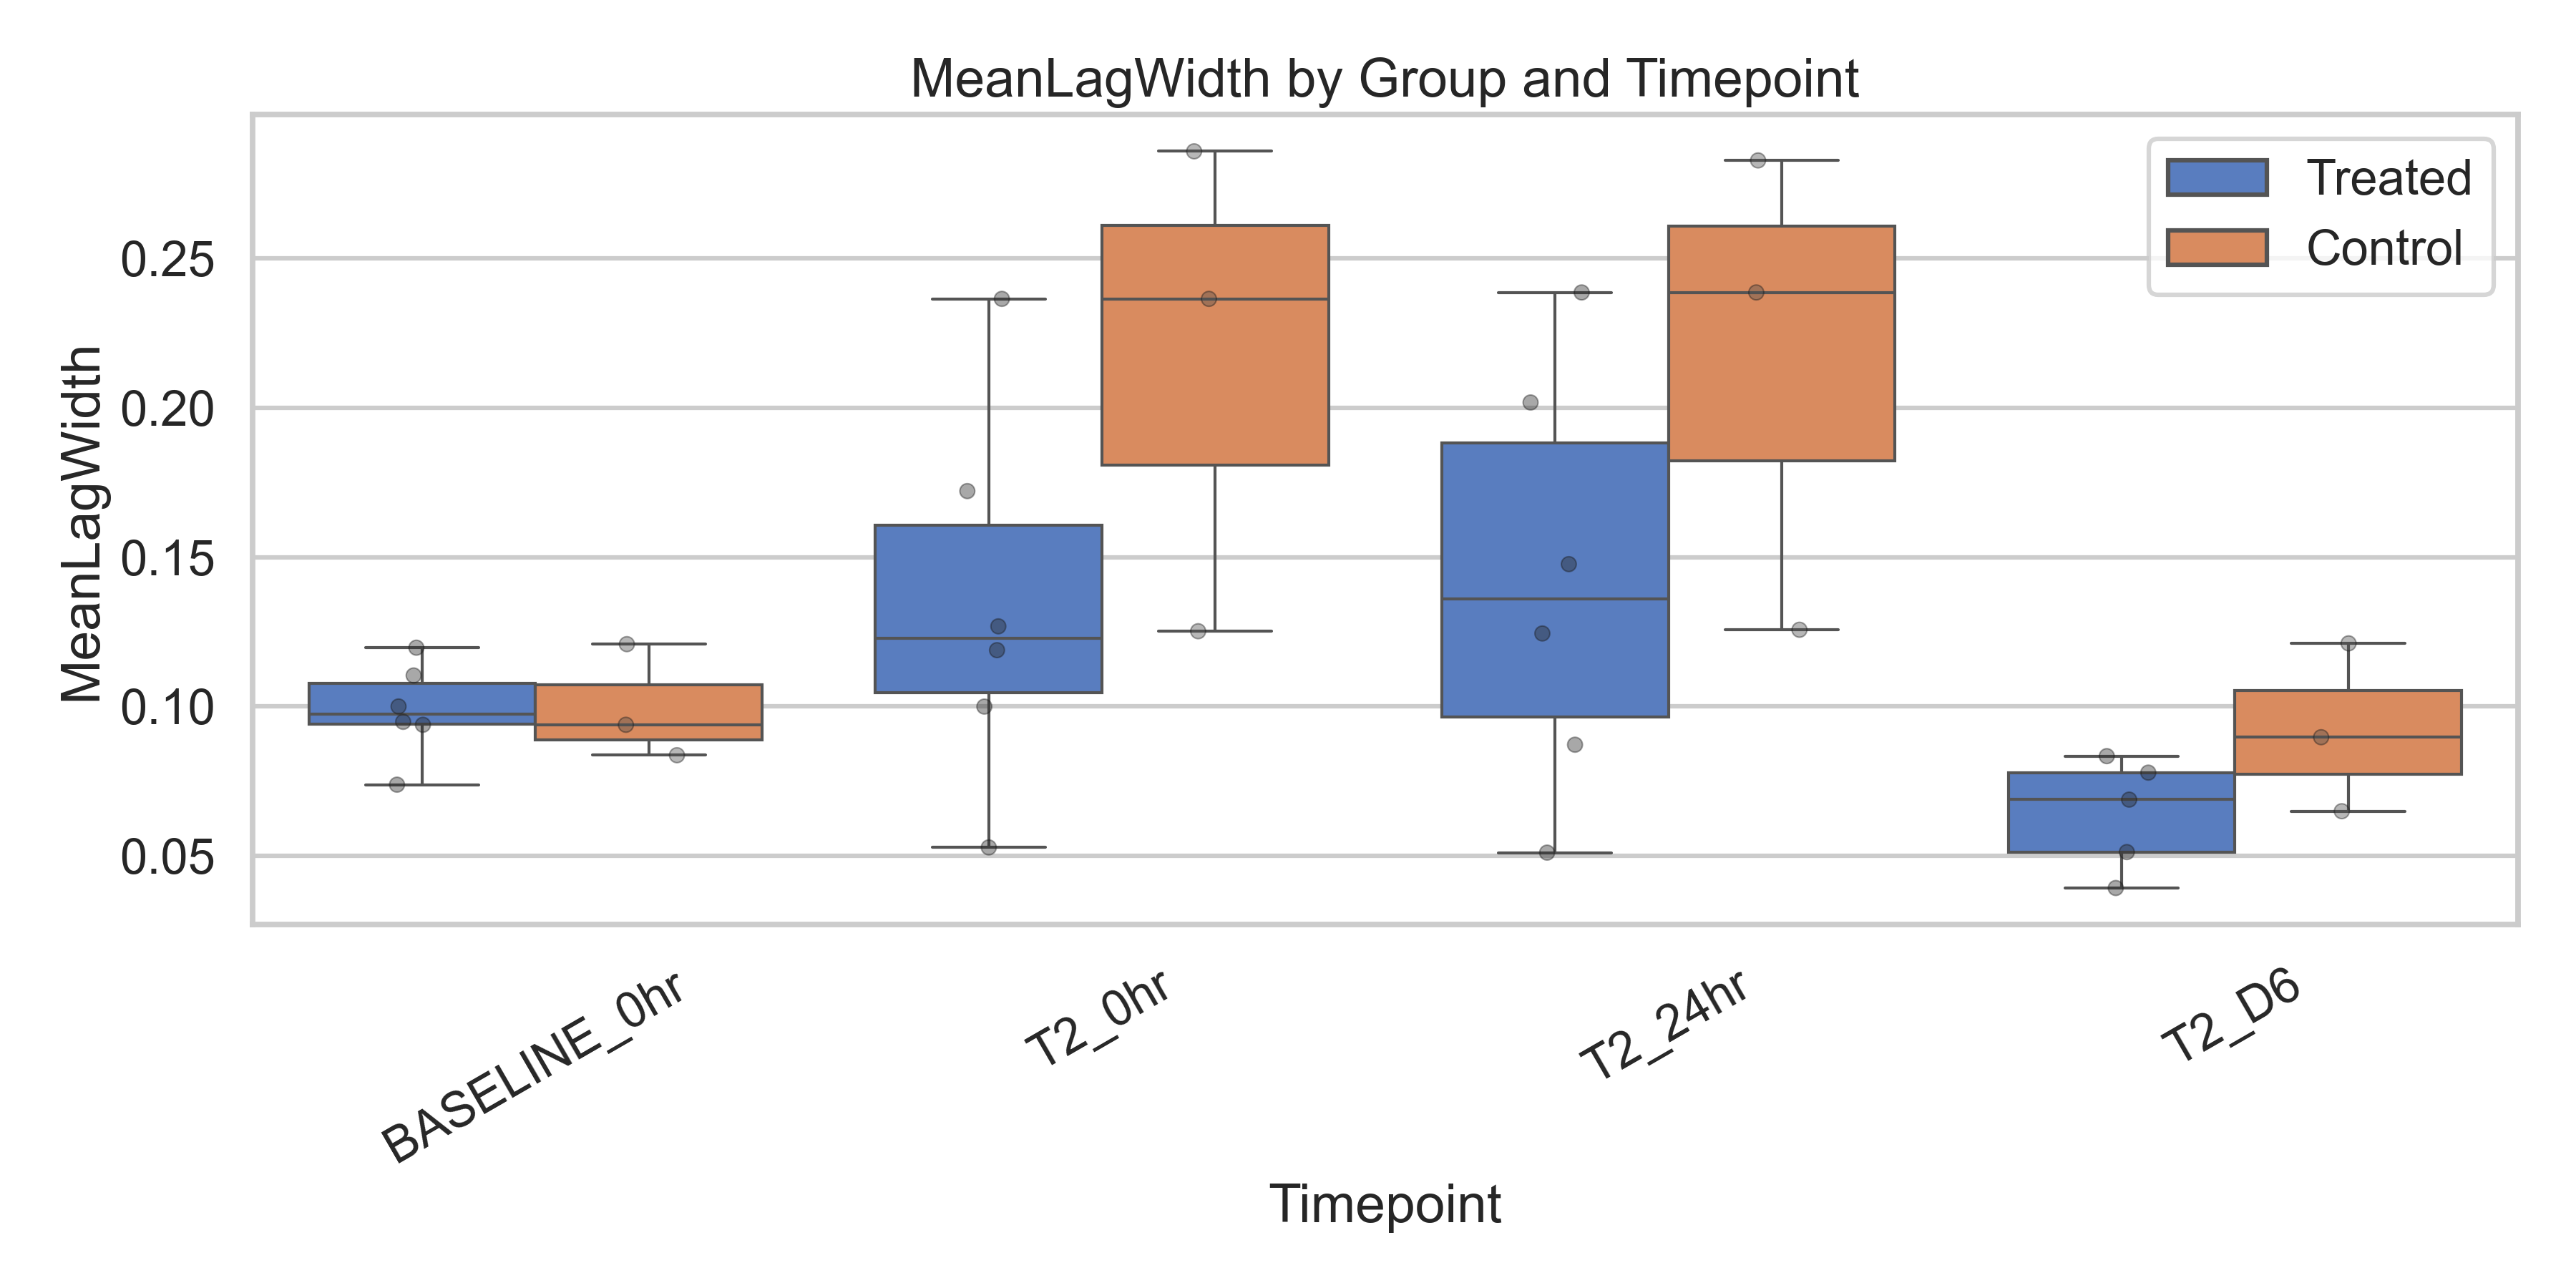 MeanLagWidth by Group and Timepoint
Treated
Control
MeanLagWidth
0.25
0.20
0.15
0.10
0.05
BASELINE_0hr
T2_0hr
T2_24hr
T2_D6
Timepoint